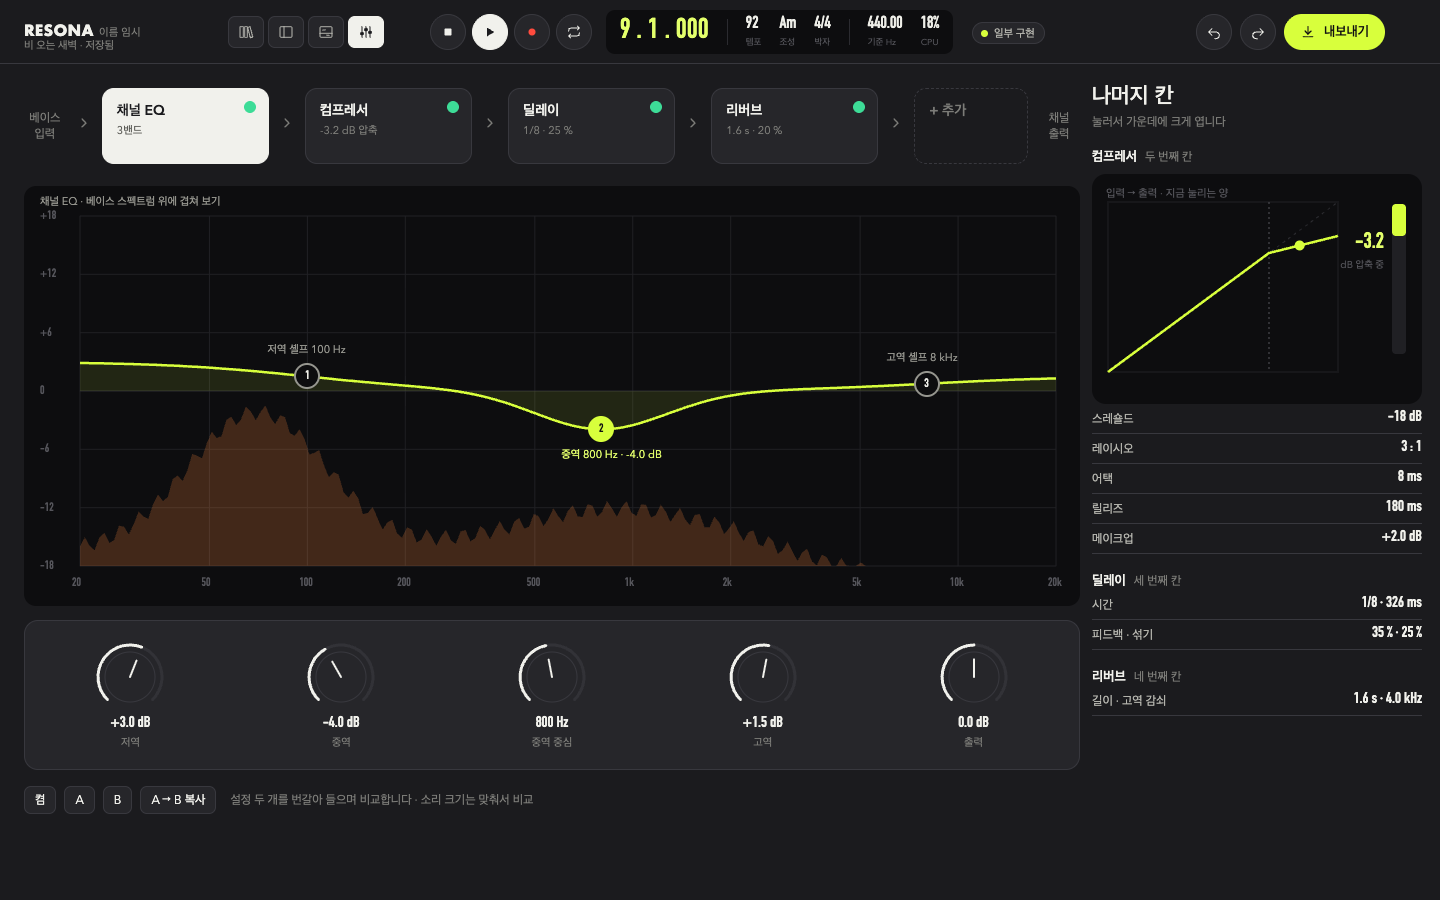 RESONA 이름 임시
비 오는 새벽 · 저장됨
9.1.000
92 Am 4/4 440.00 18%
템포 조성 박자 기준 Hz CPU
일부 구현
내보내기
베이스
입력
채널 EQ
3밴드
컴프레서
-3.2 dB 압축
딜레이
1/8 · 25 %
리버브
1.6 s · 20 %
+ 추가
채널
출력
채널 EQ · 베이스 스펙트럼 위에 겹쳐 보기
+18
+12
+6
0
-6
-12
-18
저역 셸프 100 Hz
1
2
중역 800 Hz · -4.0 dB
고역 셸프 8 kHz
3
20 50 100 200 500 1k 2k 5k 10k 20k
+3.0 dB
저역
-4.0 dB
중역
800 Hz
중역 중심
+1.5 dB
고역
0.0 dB
출력
켬 A B A→B 복사 설정 두 개를 번갈아 들으며 비교합니다 · 소리 크기는 맞춰서 비교
나머지 칸
눌러서 가운데에 크게 엽니다
컴프레서 두 번째 칸
입력 → 출력 · 지금 눌리는 양
-3.2
dB 압축 중
스레숄드 -18 dB
레이시오 3 : 1
어택 8 ms
릴리즈 180 ms
메이크업 +2.0 dB
딜레이 세 번째 칸
시간 1/8 · 326 ms
피드백 · 섞기 35 % · 25 %
리버브 네 번째 칸
길이 · 고역 감쇠 1.6 s · 4.0 kHz